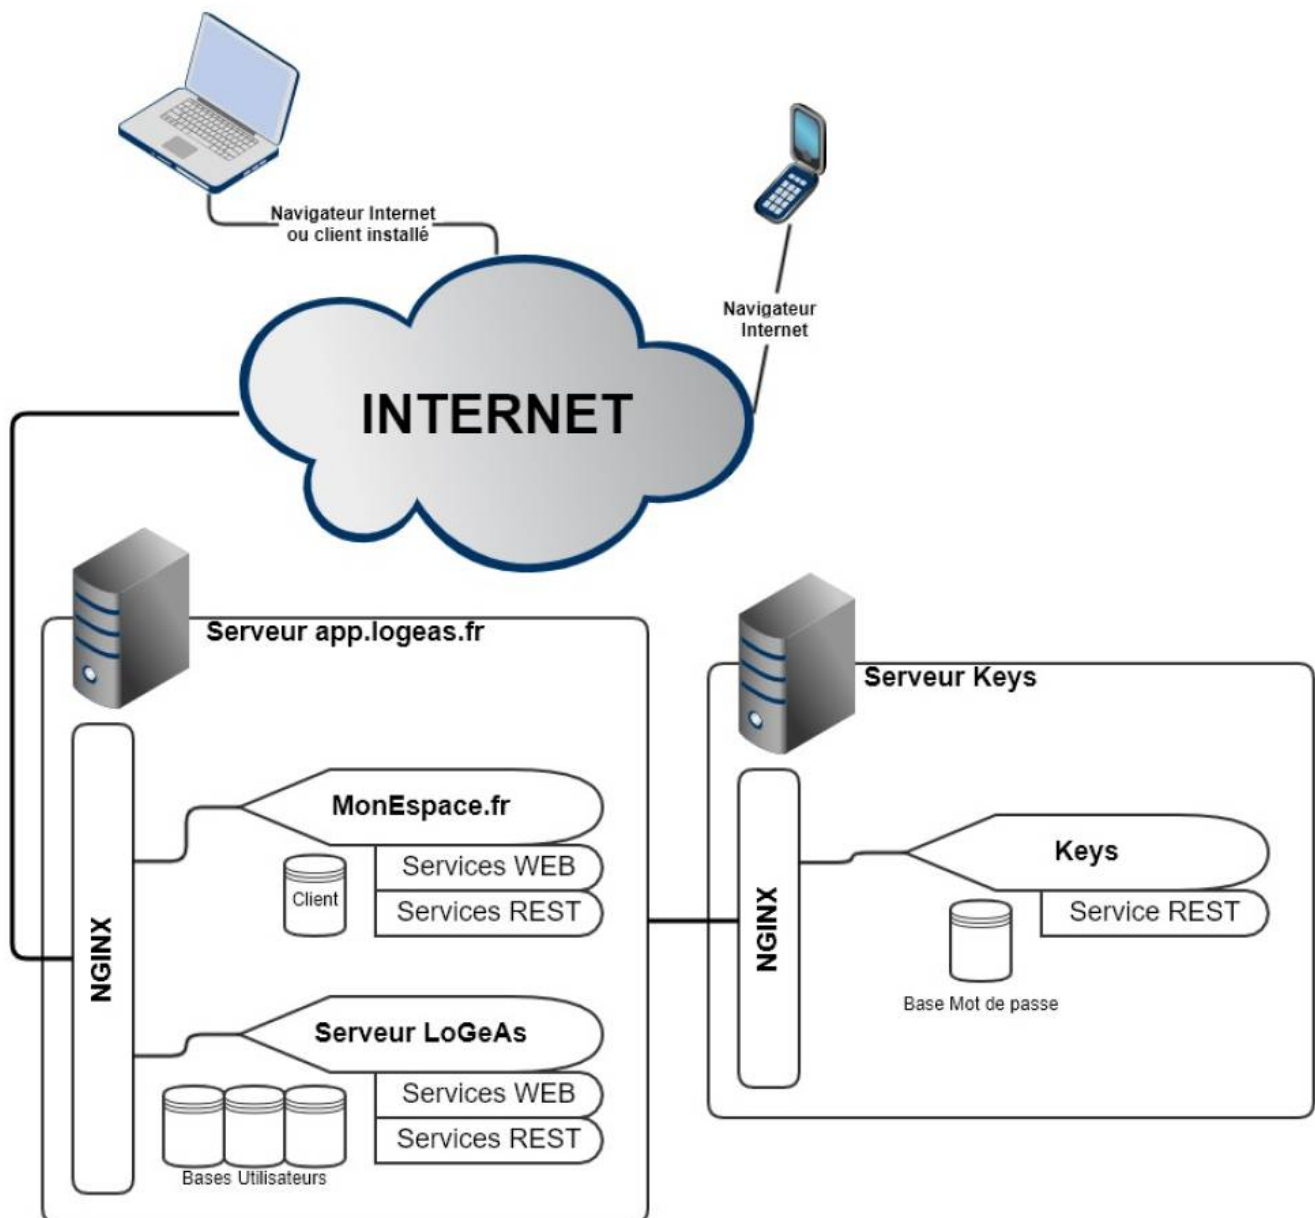 Navigateur Internet
ou client installé
Navigateur
Internet
INTERNET
Serveur app.logeas.fr
NGINX
MonEspace.fr
Services WEB
Services REST
Client
Serveur LoGeAs
Services WEB
Services REST
Bases Utilisateurs
Serveur Keys
NGINX
Keys
Service REST
Base Mot de passe